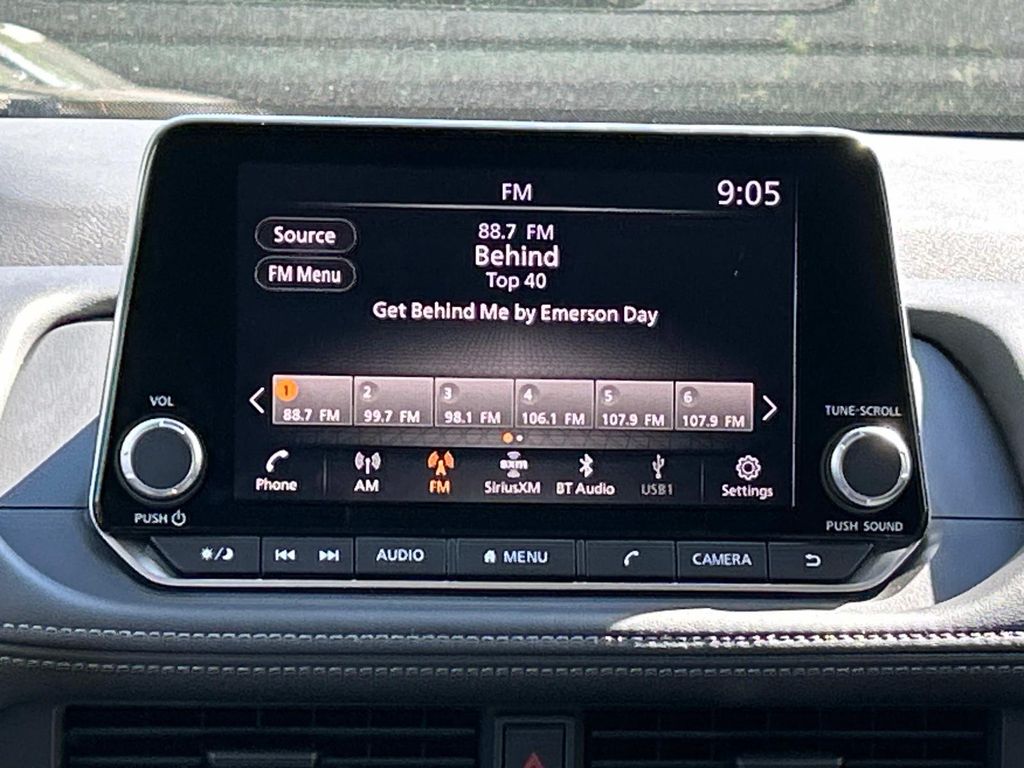 FM
9:05
Source
88.7 FM
Behind
FM Menu
Top 40
Get Behind Me by Emerson Day
1
2
3
4
5
6
88.7 FM
99.7 FM
98.1 FM
106.1 FM
107.9 FM
107.9 FM
VOL
TUNE·SCROLL
Phone
AM
FM
sxm
SiriusXM
BT Audio
USB1
Settings
PUSH
PUSH SOUND
AUDIO
MENU
CAMERA